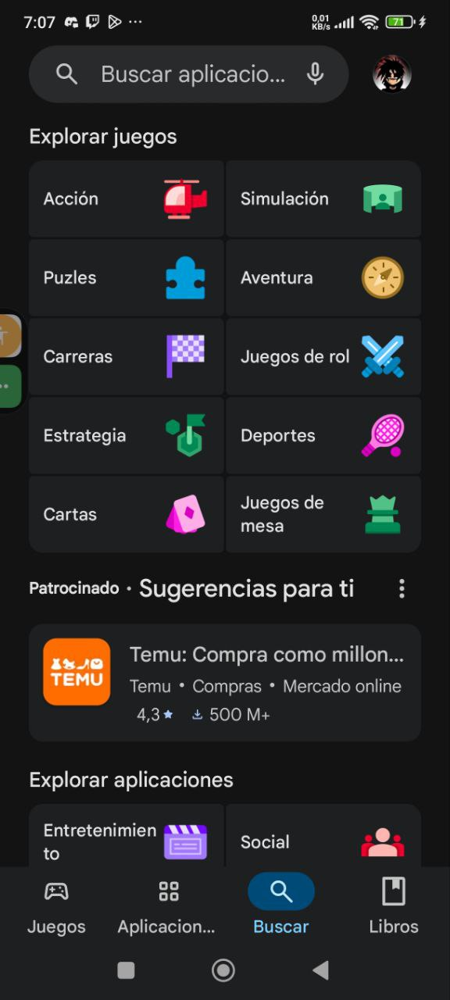 7:07
0,01
KB/s
71
Buscar aplicacio...
Explorar juegos
Acción
Simulación
Puzles
Aventura
Carreras
Juegos de rol
Estrategia
Deportes
Cartas
Juegos de
mesa
Patrocinado • Sugerencias para ti
TEMU
Temu: Compra como millon...
Temu • Compras • Mercado online
4,3★ 500 M+
Explorar aplicaciones
Entretenimien
to
Social
Juegos
Aplicacion...
Buscar
Libros